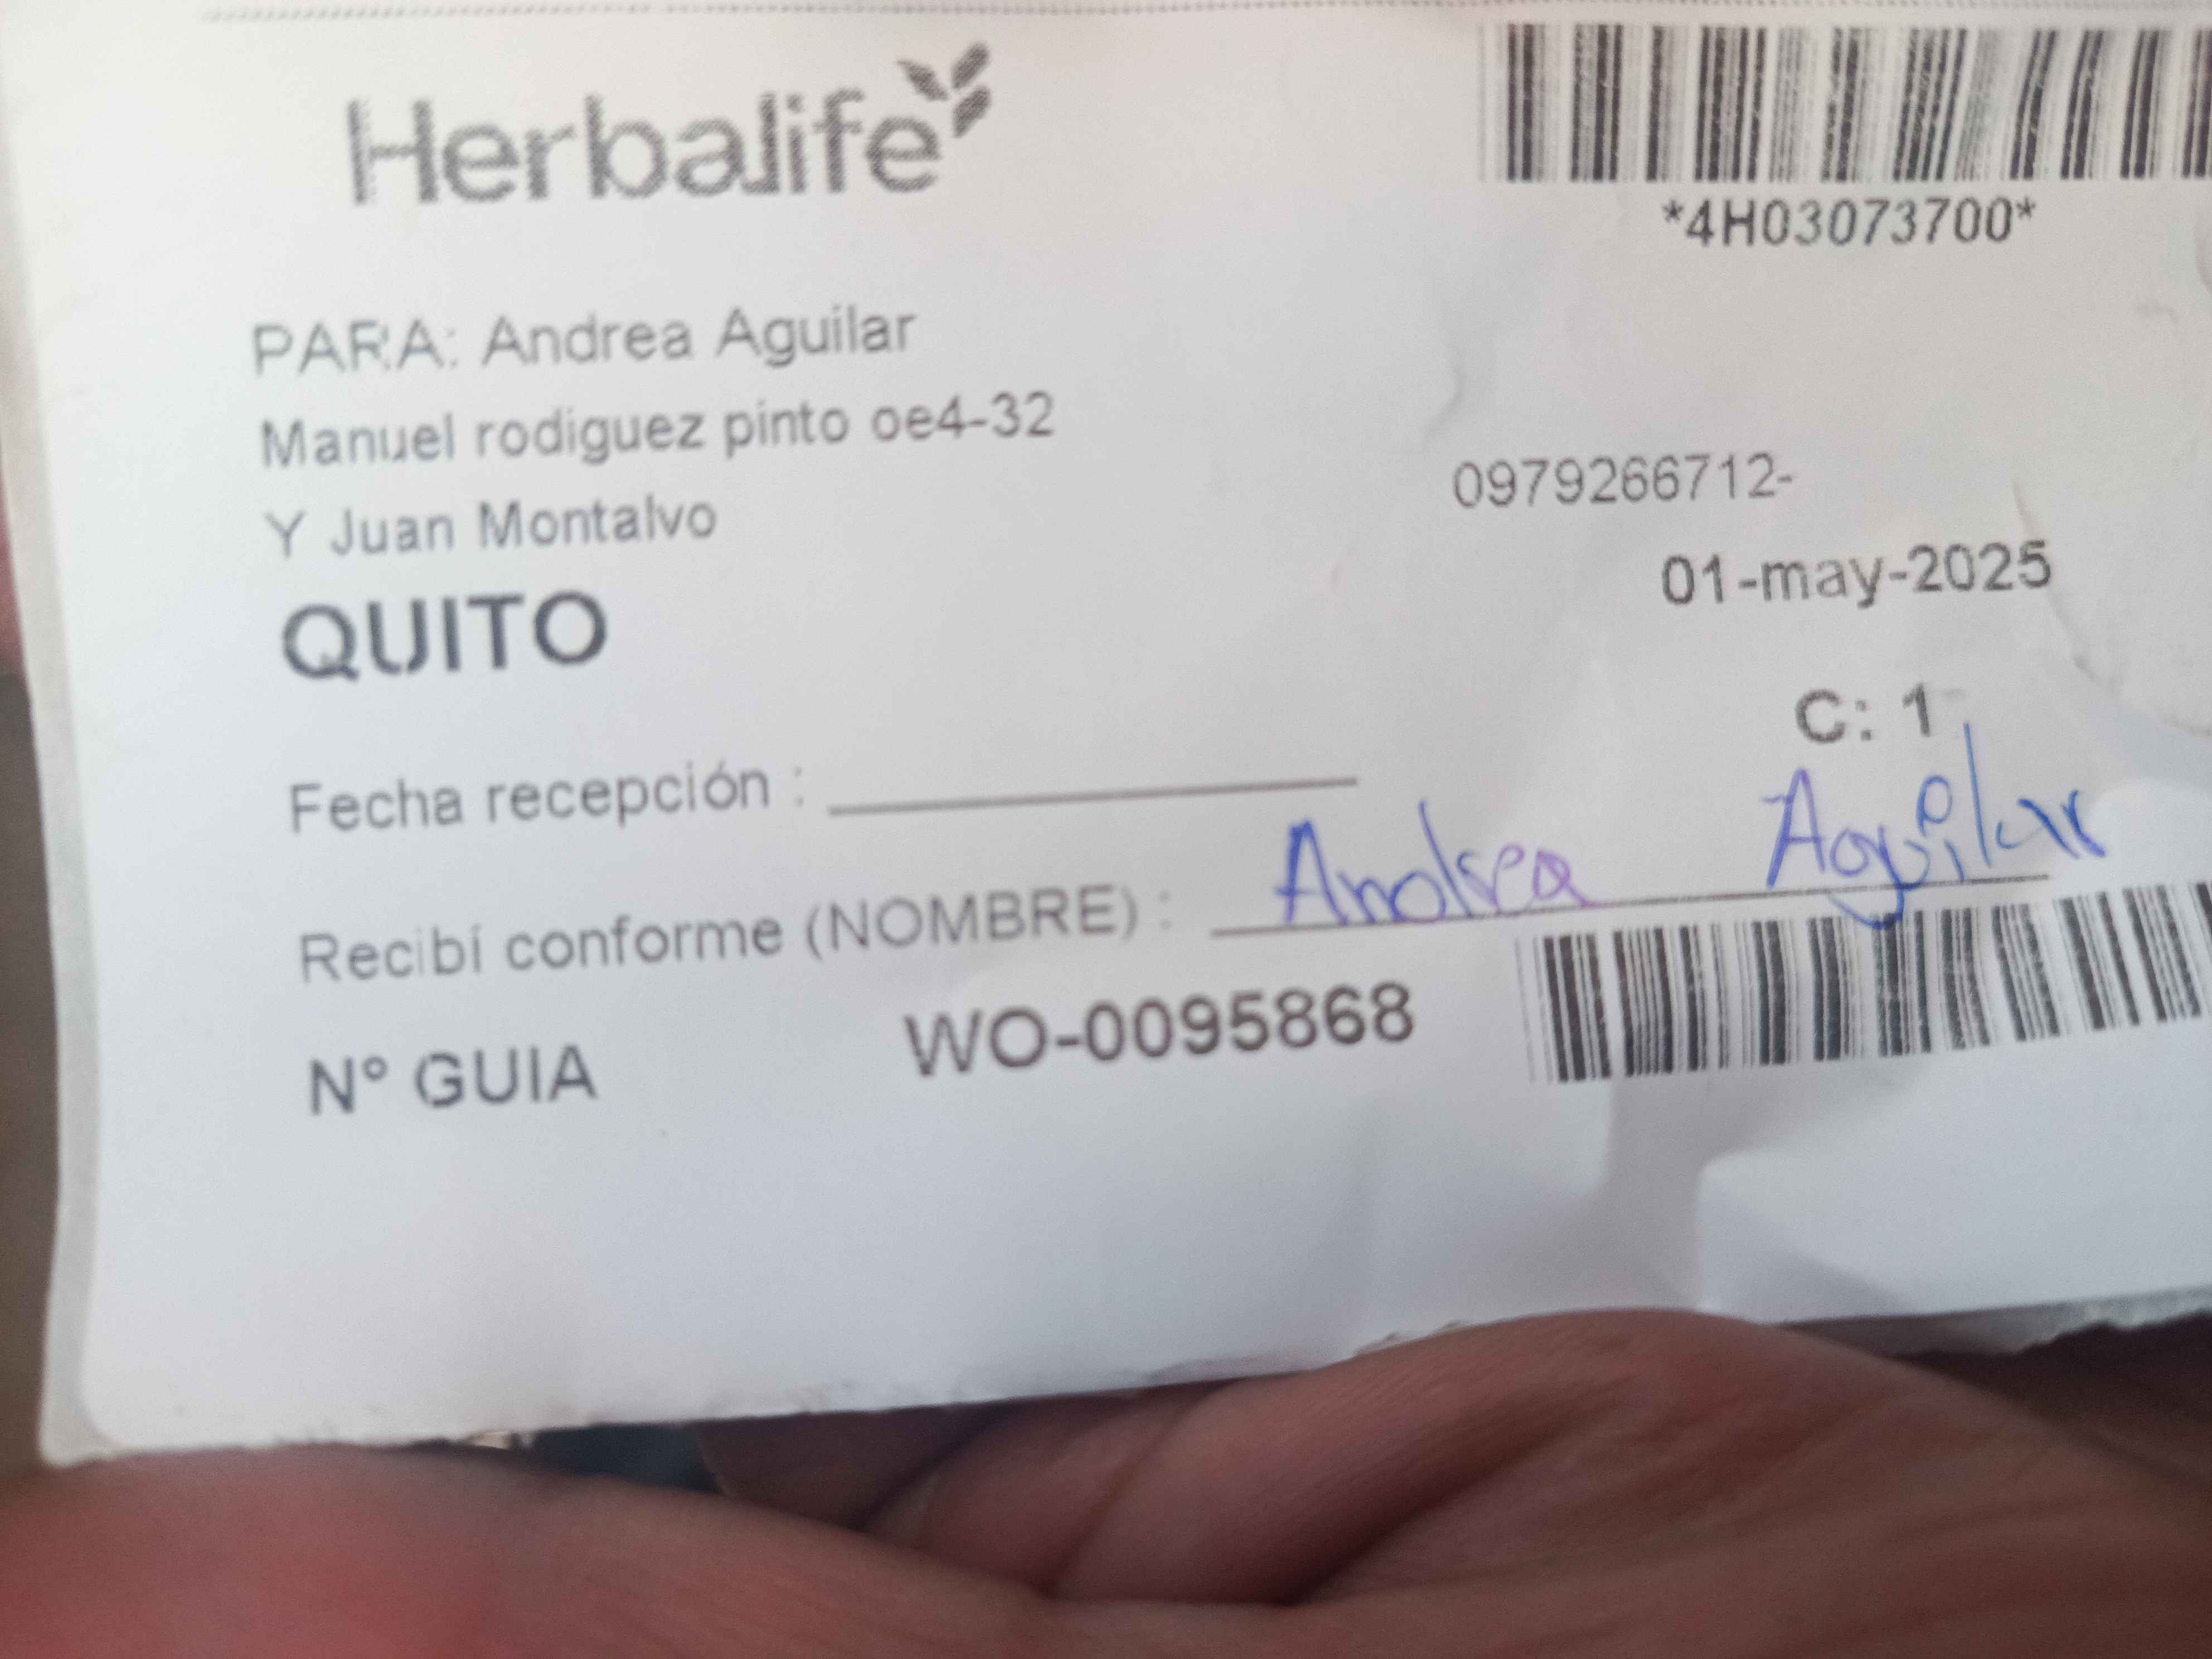 Herbalife
*4H03073700*
PARA: Andrea Aguilar
Manuel rodiguez pinto oe4-32
Y Juan Montalvo
0979266712-
QUITO
01-may-2025
C: 1
Fecha recepción :
Recibí conforme (NOMBRE) : Andrea Aguilar
N° GUIA WO-0095868